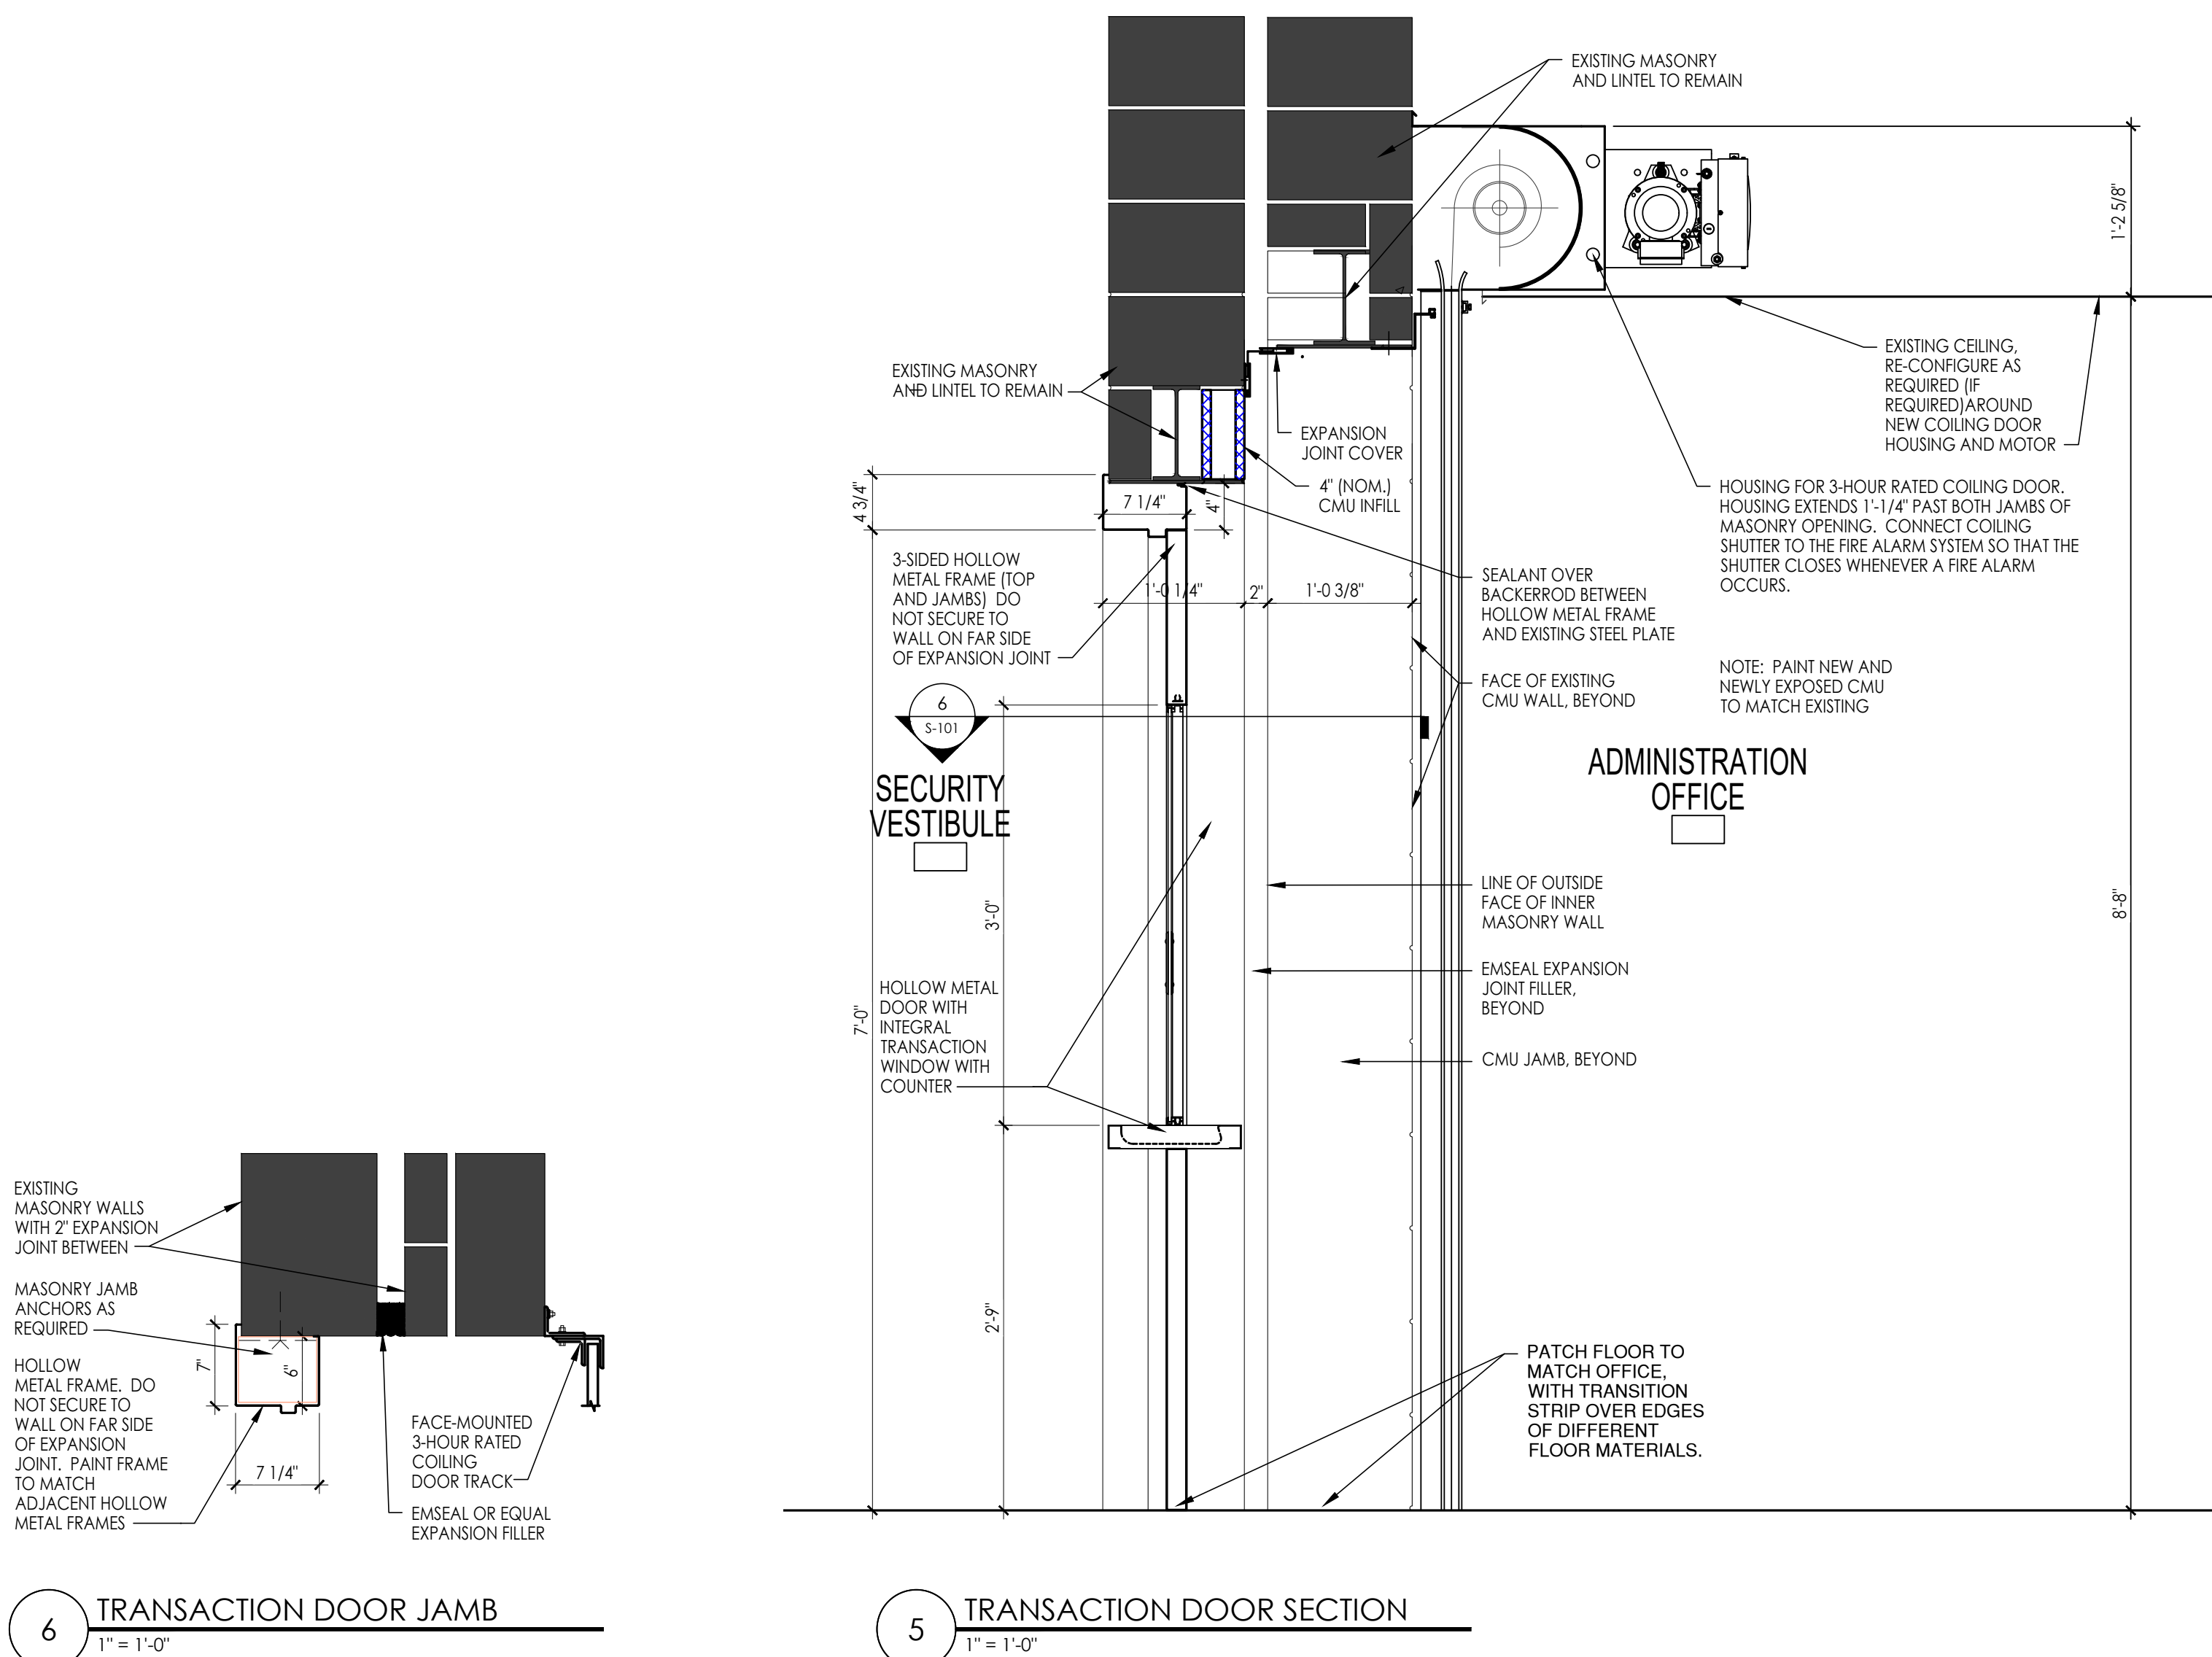 EXISTING MASONRY
AND LINTEL TO REMAIN
1'-2 5/8"
EXISTING CEILING,
RE-CONFIGURE AS
REQUIRED (IF
REQUIRED)AROUND
NEW COILING DOOR
HOUSING AND MOTOR
EXISTING MASONRY
AND LINTEL TO REMAIN
EXPANSION
JOINT COVER
4" (NOM.)
CMU INFILL
HOUSING FOR 3-HOUR RATED COILING DOOR.
HOUSING EXTENDS 1'-1/4" PAST BOTH JAMBS OF
MASONRY OPENING. CONNECT COILING
SHUTTER TO THE FIRE ALARM SYSTEM SO THAT THE
SHUTTER CLOSES WHENEVER A FIRE ALARM
OCCURS.
4 3/4"
7 1/4"
4"
3-SIDED HOLLOW
METAL FRAME (TOP
AND JAMBS) DO
NOT SECURE TO
WALL ON FAR SIDE
OF EXPANSION JOINT
1'-0 1/4"
2"
1'-0 3/8"
SEALANT OVER
BACKERROD BETWEEN
HOLLOW METAL FRAME
AND EXISTING STEEL PLATE
FACE OF EXISTING
CMU WALL, BEYOND
NOTE: PAINT NEW AND
NEWLY EXPOSED CMU
TO MATCH EXISTING
6
S-101
SECURITY
VESTIBULE
ADMINISTRATION
OFFICE
LINE OF OUTSIDE
FACE OF INNER
MASONRY WALL
8'-8"
3'-0"
EMSEAL EXPANSION
JOINT FILLER,
BEYOND
HOLLOW METAL
DOOR WITH
INTEGRAL
TRANSACTION
WINDOW WITH
COUNTER
7'-0"
CMU JAMB, BEYOND
2'-9"
PATCH FLOOR TO
MATCH OFFICE,
WITH TRANSITION
STRIP OVER EDGES
OF DIFFERENT
FLOOR MATERIALS.
EXISTING
MASONRY WALLS
WITH 2" EXPANSION
JOINT BETWEEN
MASONRY JAMB
ANCHORS AS
REQUIRED
7"
6"
HOLLOW
METAL FRAME. DO
NOT SECURE TO
WALL ON FAR SIDE
OF EXPANSION
JOINT. PAINT FRAME
TO MATCH
ADJACENT HOLLOW
METAL FRAMES
7 1/4"
FACE-MOUNTED
3-HOUR RATED
COILING
DOOR TRACK
EMSEAL OR EQUAL
EXPANSION FILLER
6
TRANSACTION DOOR JAMB
1" = 1'-0"
5
TRANSACTION DOOR SECTION
1" = 1'-0"